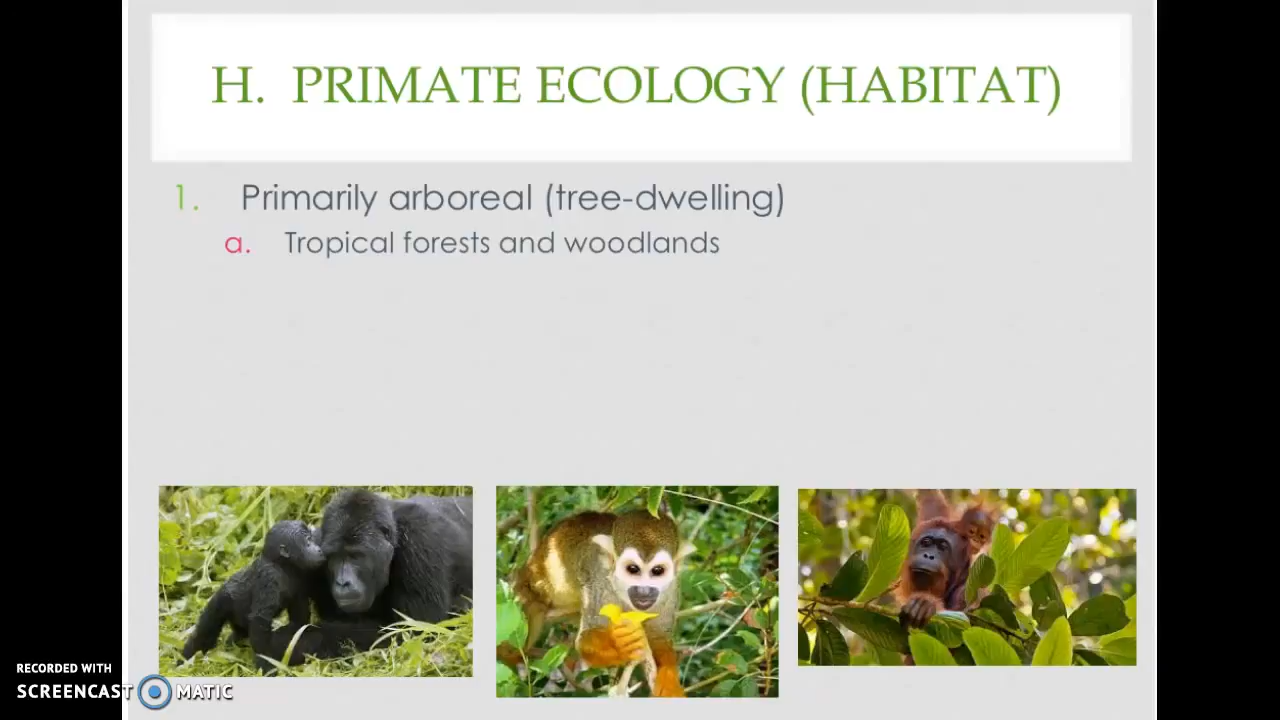 H. PRIMATE ECOLOGY (HABITAT)
1. Primarily arboreal (tree-dwelling)
a. Tropical forests and woodlands
RECORDED WITH
SCREENCAST MATIC